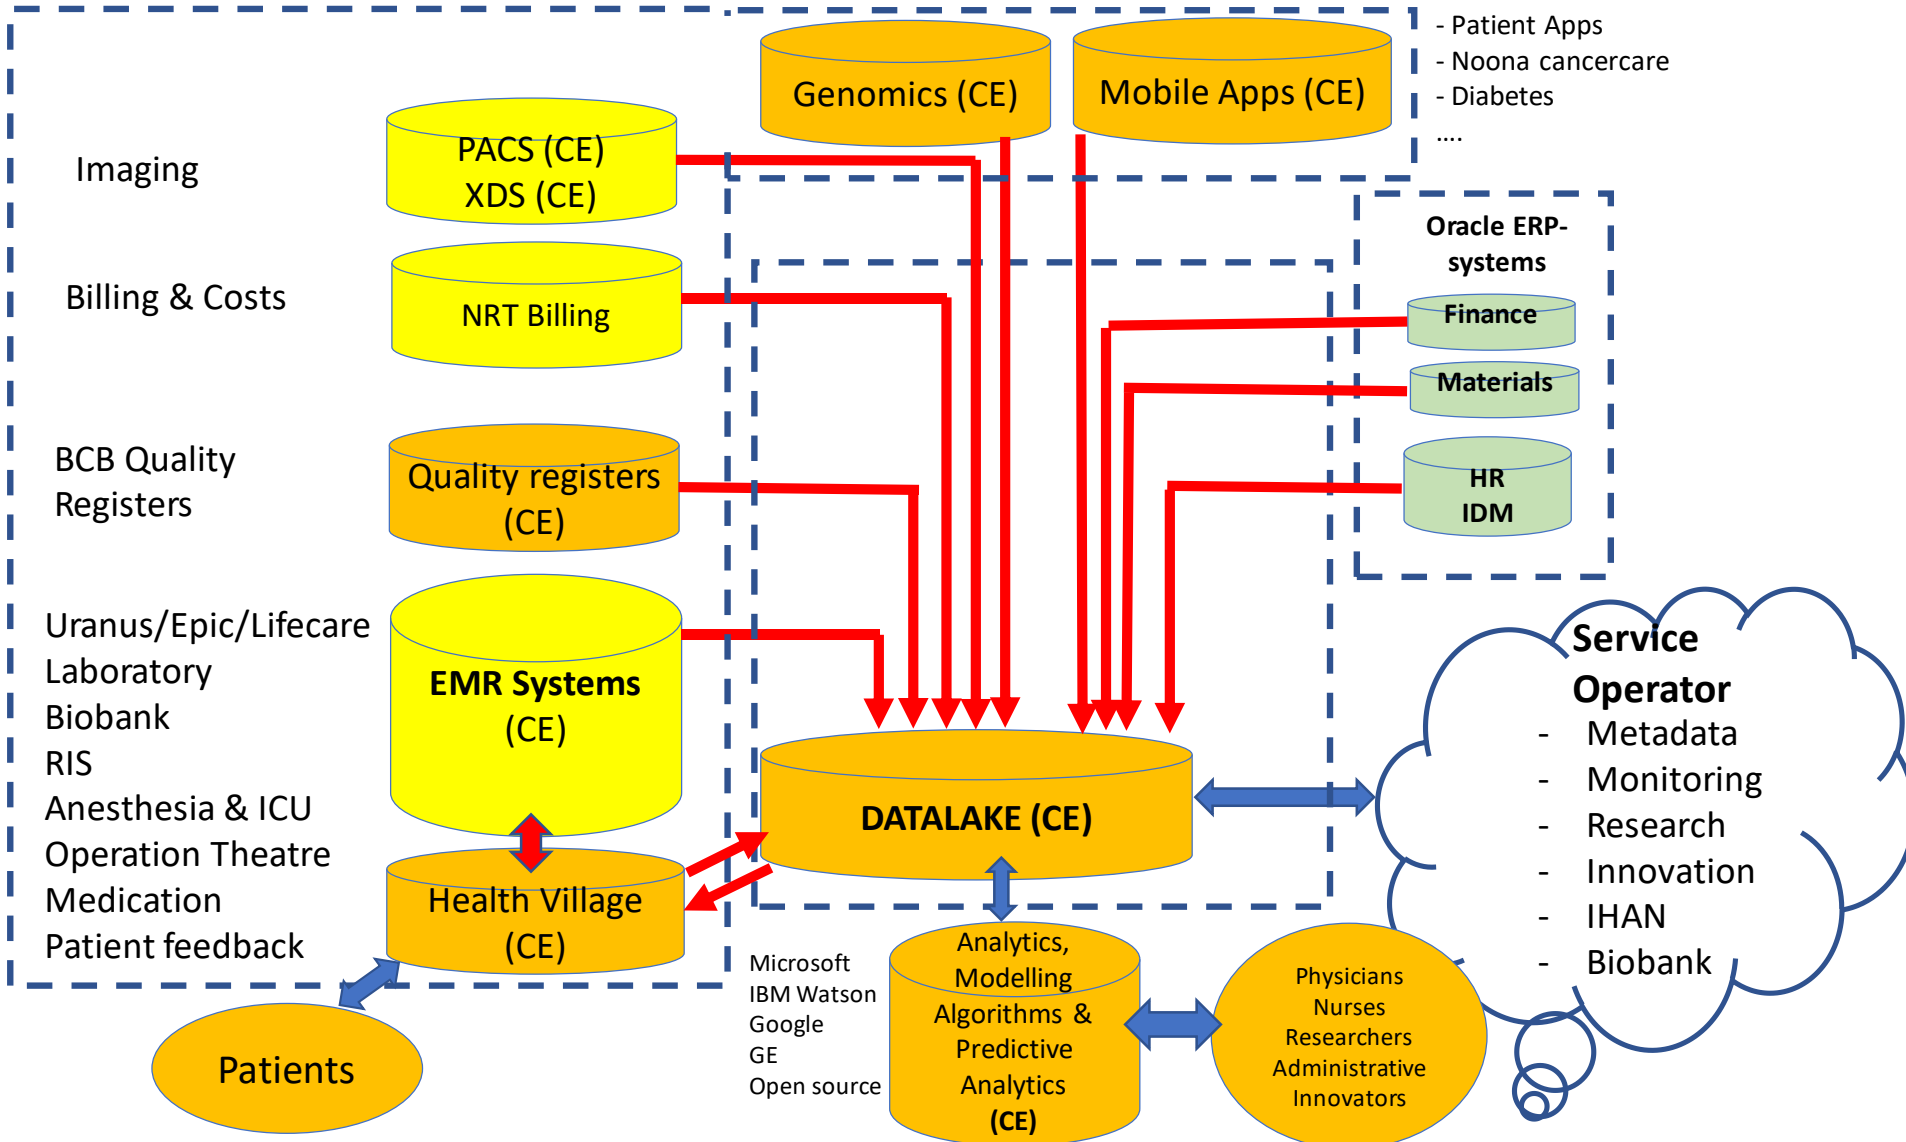 Genomics (CE)
Mobile Apps (CE)
- Patient Apps
- Noona cancercare
- Diabetes
....
Imaging
PACS (CE)
XDS (CE)
Billing & Costs
NRT Billing
BCB Quality
Registers
Quality registers
(CE)
Uranus/Epic/Lifecare
Laboratory
Biobank
RIS
Anesthesia & ICU
Operation Theatre
Medication
Patient feedback
EMR Systems
(CE)
Health Village
(CE)
Patients
Oracle ERP-
systems
Finance
Materials
HR
IDM
DATALAKE (CE)
Service
Operator
- Metadata
- Monitoring
- Research
- Innovation
- IHAN
- Biobank
Microsoft
IBM Watson
Google
GE
Open source
Analytics,
Modelling
Algorithms &
Predictive
Analytics
(CE)
Physicians
Nurses
Researchers
Administrative
Innovators